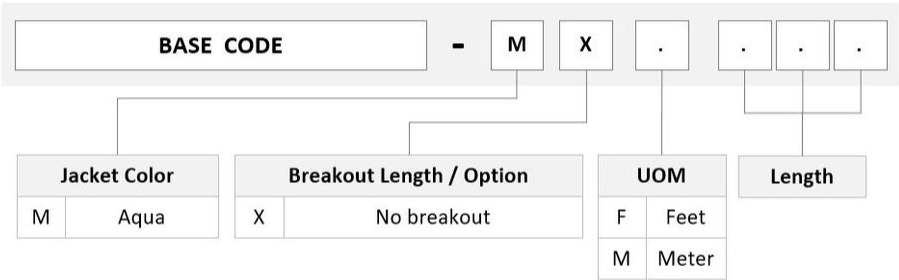 BASE CODE - M X . . . .
Jacket Color Breakout Length / Option UOM Length
M Aqua X No breakout F Feet
M Meter